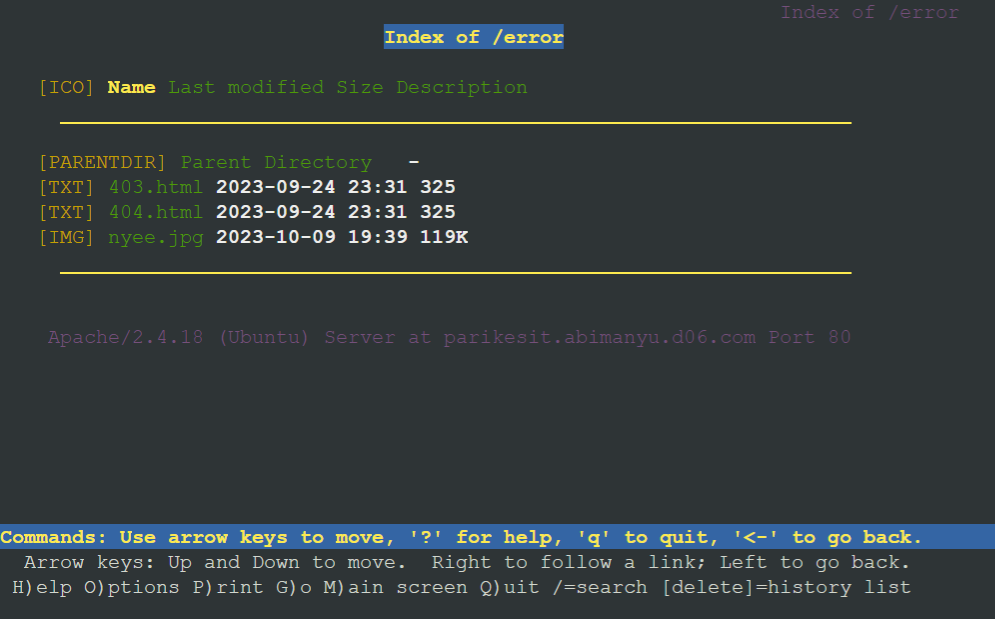 Index of /error
Index of /error
[ICO] Name Last modified Size Description
[PARENTDIR] Parent Directory -
[TXT] 403.html 2023-09-24 23:31 325
[TXT] 404.html 2023-09-24 23:31 325
[IMG] nyee.jpg 2023-10-09 19:39 119K
Apache/2.4.18 (Ubuntu) Server at parikesit.abimanyu.d06.com Port 80
Commands: Use arrow keys to move, '?' for help, 'q' to quit, '<-' to go back.
Arrow keys: Up and Down to move. Right to follow a link; Left to go back.
H)elp O)ptions P)rint G)o M)ain screen Q)uit /=search [delete]=history list